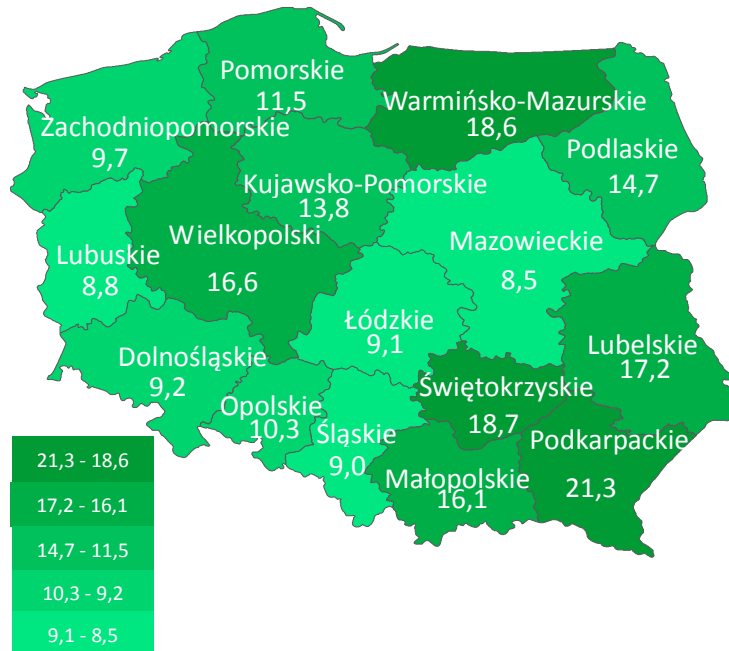 Pomorskie
11,5
Warmińsko-Mazurskie
18,6
Zachodniopomorskie
9,7
Podlaskie
14,7
Kujawsko-Pomorskie
13,8
Wielkopolski
16,6
Mazowieckie
8,5
Lubuskie
8,8
Łódzkie
9,1
Lubelskie
17,2
Dolnośląskie
9,2
Opolskie
10,3
Świętokrzyskie
18,7
Śląskie
9,0
Podkarpackie
21,3
Małopolskie
16,1
21,3 - 18,6
17,2 - 16,1
14,7 - 11,5
10,3 - 9,2
9,1 - 8,5